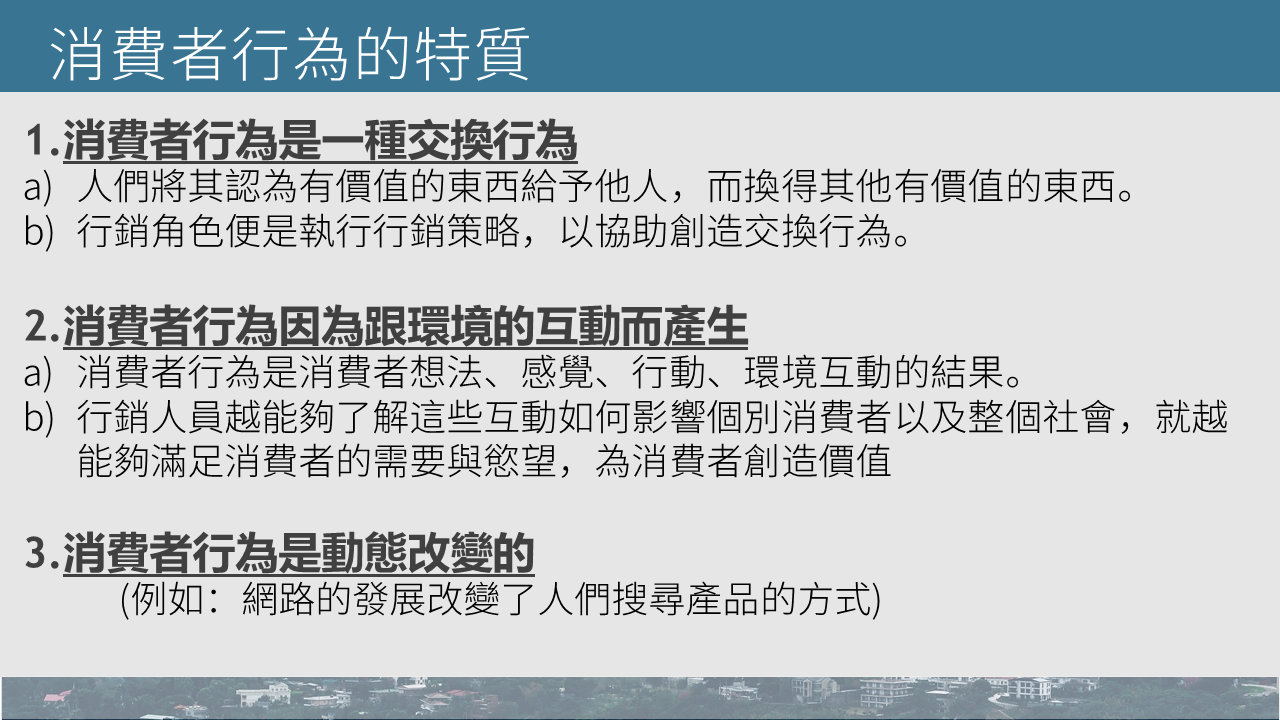 消費者行為的特質
1.消費者行為是一種交換行為
a) 人們將其認為有價值的東西給予他人，而換得其他有價值的東西。
b) 行銷角色便是執行行銷策略，以協助創造交換行為。
2.消費者行為因為跟環境的互動而產生
a) 消費者行為是消費者想法、感覺、行動、環境互動的結果。
b) 行銷人員越能夠了解這些互動如何影響個別消費者以及整個社會，就越
能夠滿足消費者的需要與慾望，為消費者創造價值
3.消費者行為是動態改變的
(例如：網路的發展改變了人們搜尋產品的方式)